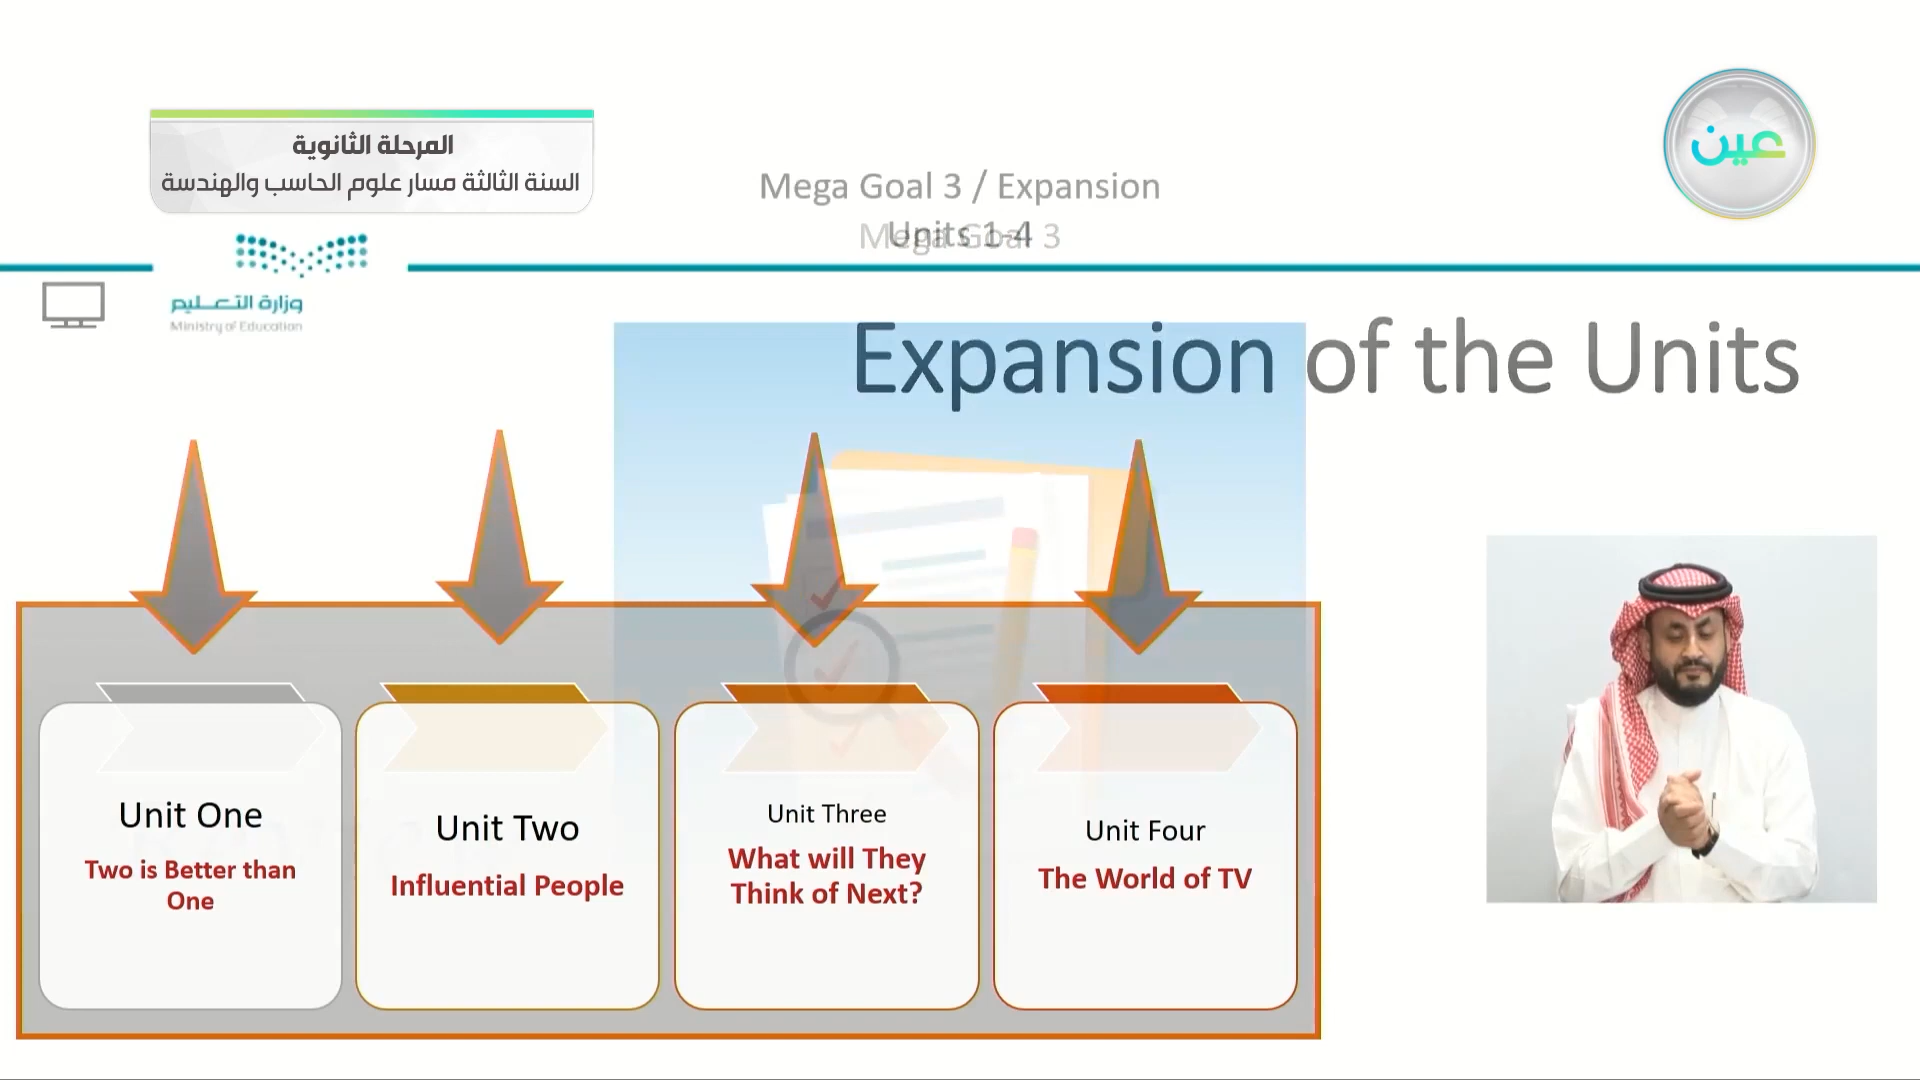 المرحلة الثانوية
السنة الثالثة مسار علوم الحاسب والهندسة
عين
Mega Goal 3 / Expansion
Units 1-4
Mega Goal 3
وزارة التعليم
Ministry of Education
Expansion of the Units
Unit One
Two is Better than
One
Unit Two
Influential People
Unit Three
What will They
Think of Next?
Unit Four
The World of TV